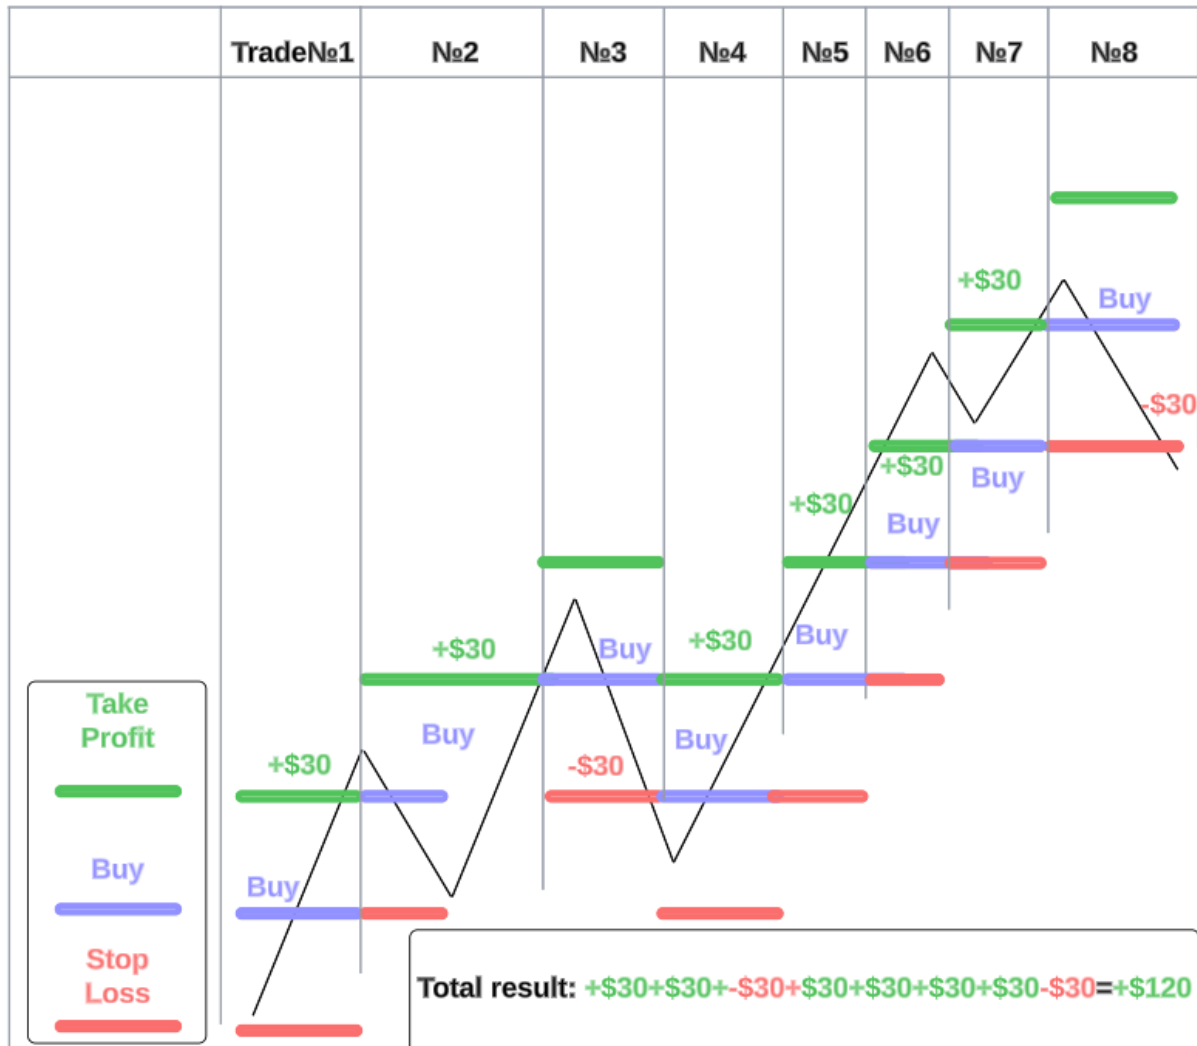 Trade№1 №2 №3 №4 №5 №6 №7 №8
+$30 Buy
-$30
+$30
+$30 Buy
+$30
Buy
+$30 Buy +$30 Buy
Take
Profit
Buy Buy
+$30 -$30
Buy
Buy
Stop
Loss
Total result: +$30+$30+-$30+$30+$30+$30+$30-$30=+$120